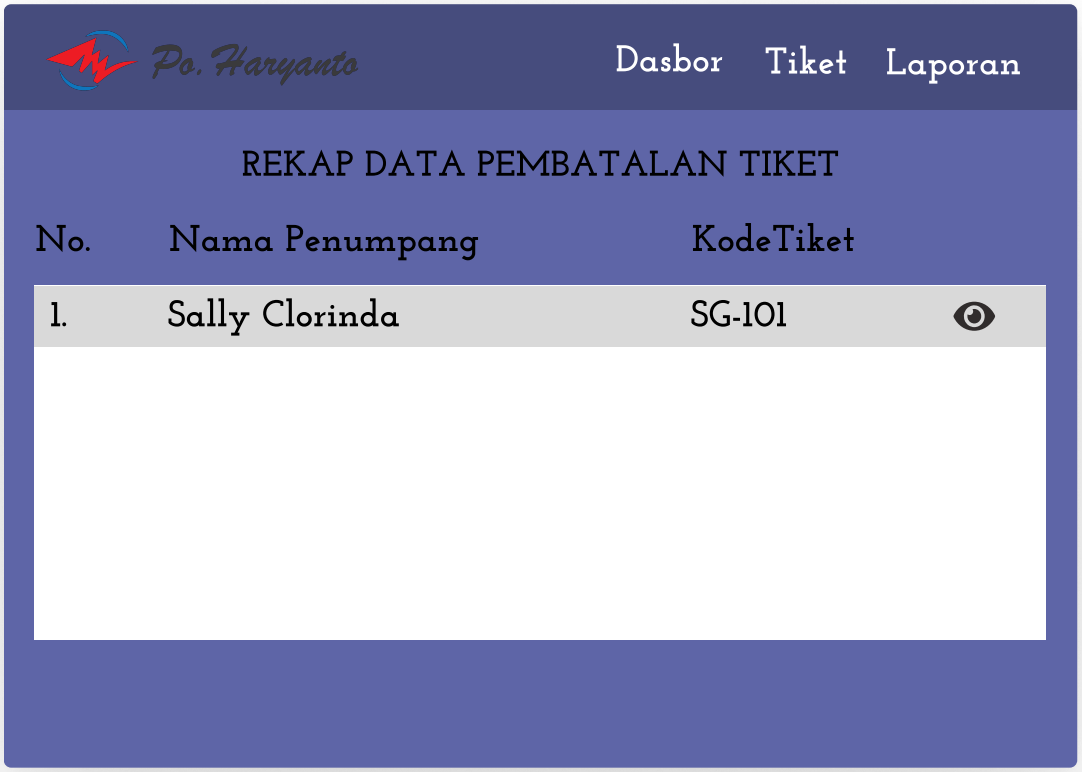 Po. Haryanto Dasbor Tiket Laporan
REKAP DATA PEMBATALAN TIKET
No. Nama Penumpang KodeTiket
1. Sally Clorinda SG-101